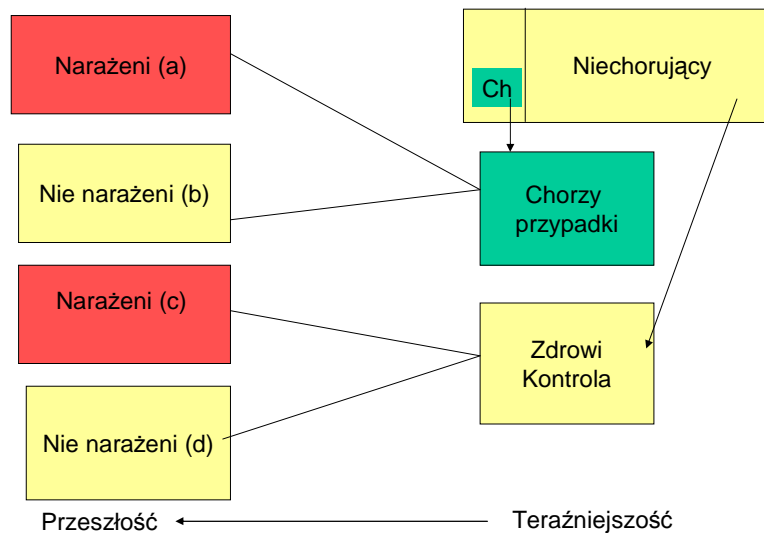 Narażeni (a)
Niechorujący
Ch
Nie narażeni (b)
Chorzy
przypadki
Narażeni (c)
Zdrowi
Kontrola
Nie narażeni (d)
Przeszłość
Teraźniejszość